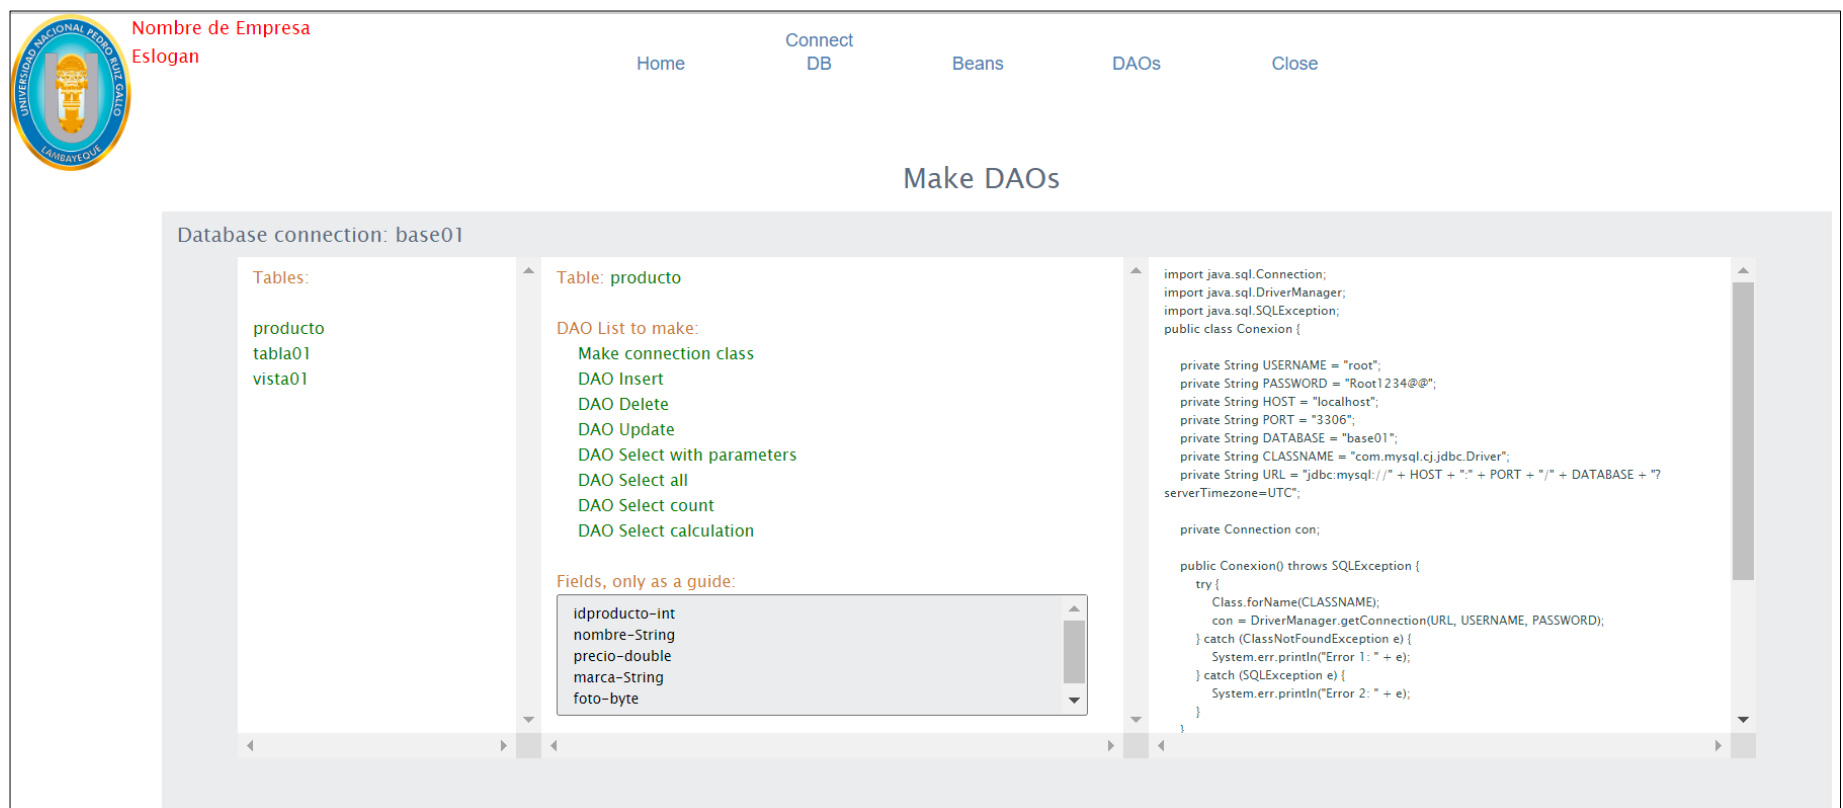 UNIVERSIDAD NACIONAL PEDRO RUIZ GALLO
LAMBAYEQUE
Nombre de Empresa
Eslogan
Home
Connect
DB
Beans
DAOs
Close
Make DAOs
Database connection: base01
Tables:
producto
tabla01
vista01
Table: producto
DAO List to make:
Make connection class
DAO Insert
DAO Delete
DAO Update
DAO Select with parameters
DAO Select all
DAO Select count
DAO Select calculation
Fields, only as a guide:
idproducto-int
nombre-String
precio-double
marca-String
foto-byte
import java.sql.Connection;
import java.sql.DriverManager;
import java.sql.SQLException;
public class Conexion {
private String USERNAME = "root";
private String PASSWORD = "Root1234@@";
private String HOST = "localhost";
private String PORT = "3306";
private String DATABASE = "base01";
private String CLASSNAME = "com.mysql.cj.jdbc.Driver";
private String URL = "jdbc:mysql://" + HOST + ":" + PORT + "/" + DATABASE + "?
serverTimezone=UTC";
private Connection con;
public Conexion() throws SQLException {
try {
Class.forName(CLASSNAME);
con = DriverManager.getConnection(URL, USERNAME, PASSWORD);
} catch (ClassNotFoundException e) {
System.err.println("Error 1: " + e);
} catch (SQLException e) {
System.err.println("Error 2: " + e);
}
}